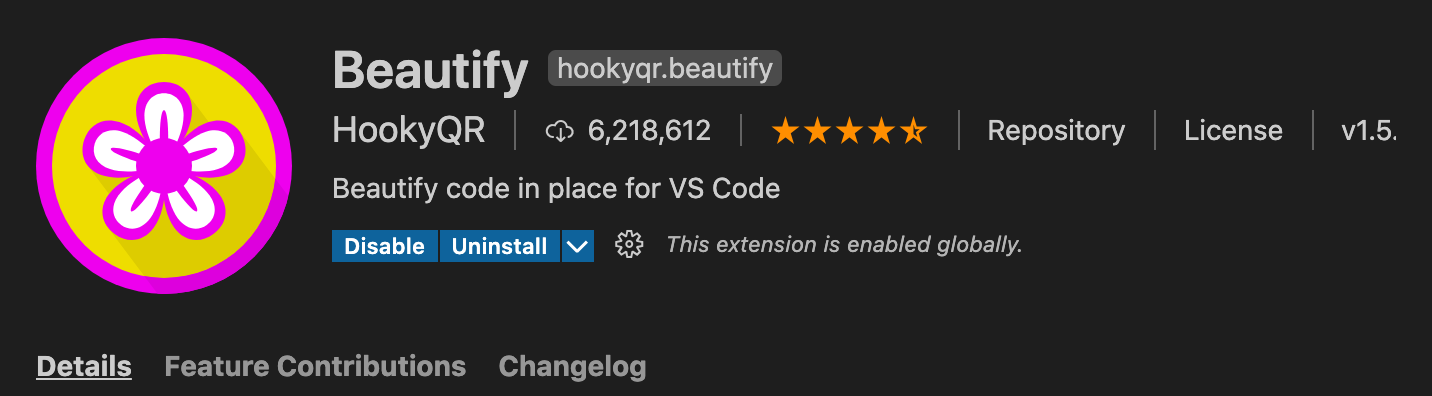 Beautify hookyqr.beautify
HookyQR 6,218,612 Repository License v1.5.
Beautify code in place for VS Code
Disable Uninstall This extension is enabled globally.
Details Feature Contributions Changelog